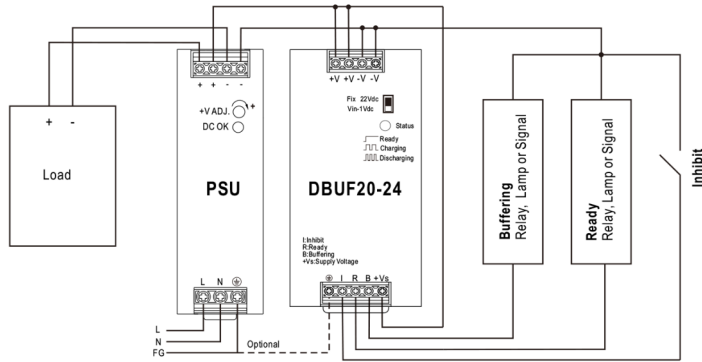 + + - -
+V ADJ.
+
DC OK
PSU
L N
L
N
FG
Optional
+ -
Load
+V +V -V -V
Fix 22Vdc
Vin-1Vdc
Status
Ready
Charging
Discharging
DBUF20-24
I:Inhibit
R:Ready
B:Buffering
+Vs:Supply Voltage
I R B +Vs
Buffering
Relay, Lamp or Signal
Ready
Relay, Lamp or Signal
Inhibit